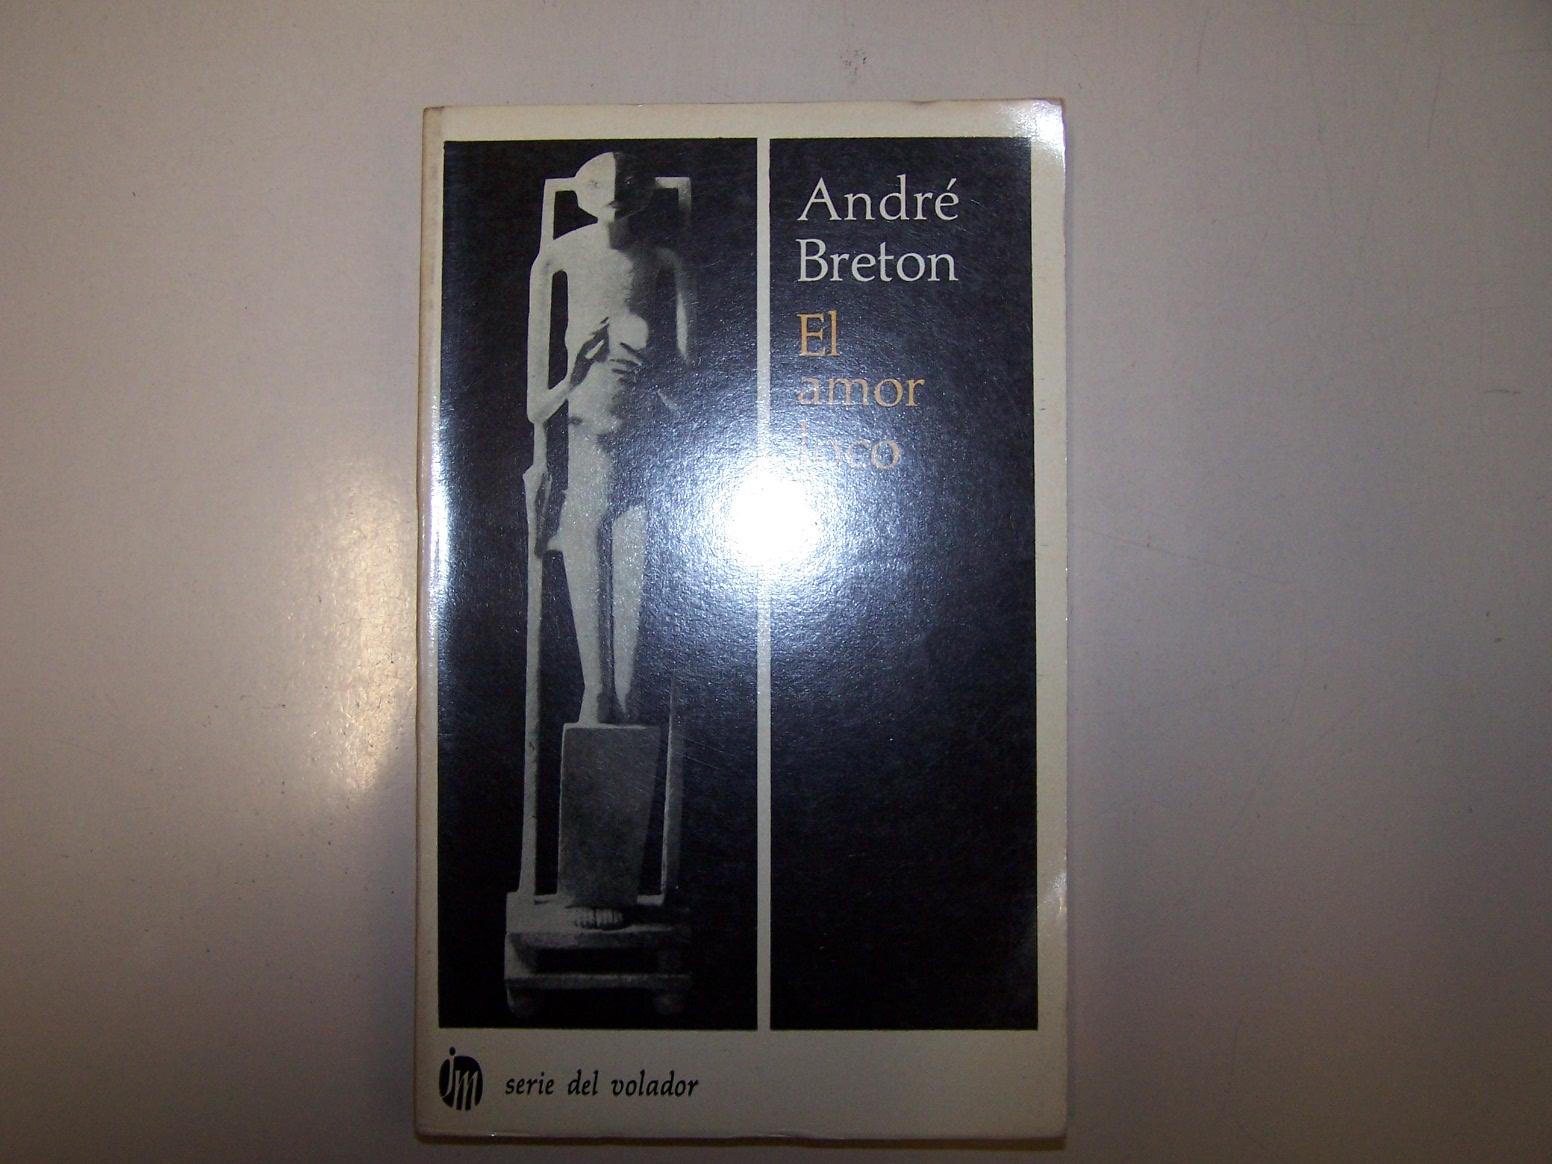 André
Breton
El
amor
loco
jm
serie del volador